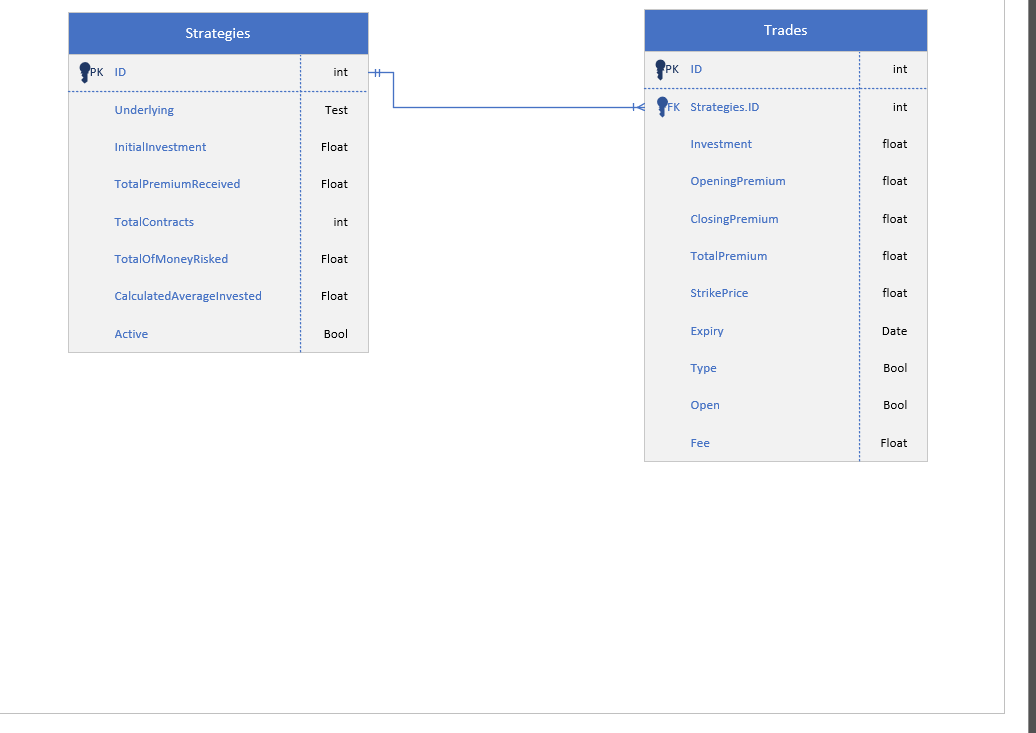 Strategies
PK ID int
Underlying Test
InitialInvestment Float
TotalPremiumReceived Float
TotalContracts int
TotalOfMoneyRisked Float
CalculatedAverageInvested Float
Active Bool
Trades
PK ID int
FK Strategies.ID int
Investment float
OpeningPremium float
ClosingPremium float
TotalPremium float
StrikePrice float
Expiry Date
Type Bool
Open Bool
Fee Float